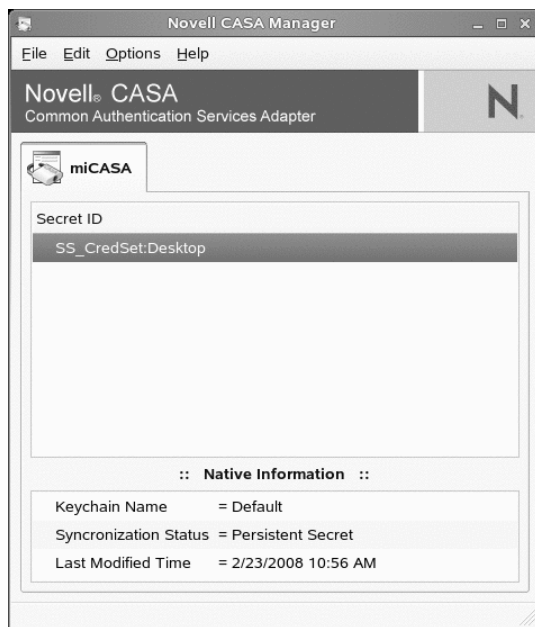 Novell CASA Manager
File Edit Options Help
Novell® CASA
Common Authentication Services Adapter
N
miCASA
Secret ID
SS_CredSet:Desktop
:: Native Information ::
Keychain Name = Default
Syncronization Status = Persistent Secret
Last Modified Time = 2/23/2008 10:56 AM